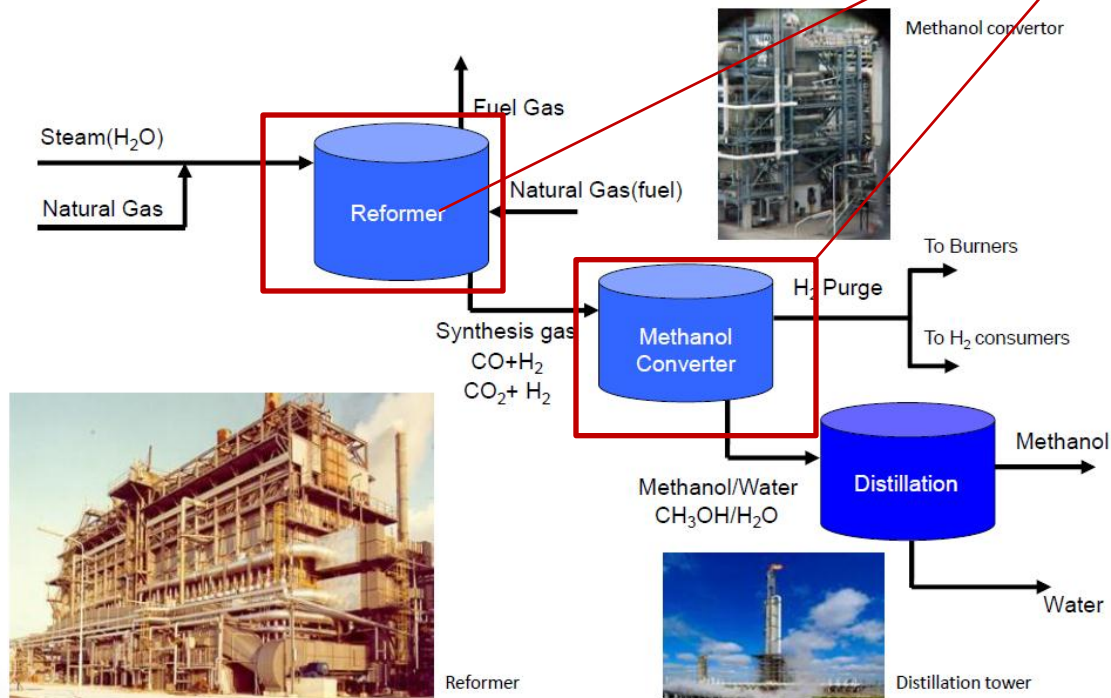 Methanol convertor
Fuel Gas
Steam(H₂O)
Natural Gas
Reformer
Natural Gas(fuel)
To Burners
H₂ Purge
To H₂ consumers
Synthesis gas
CO+H₂
CO₂+ H₂
Methanol
Converter
Methanol
Methanol/Water
CH₃OH/H₂O
Distillation
Water
Reformer
Distillation tower